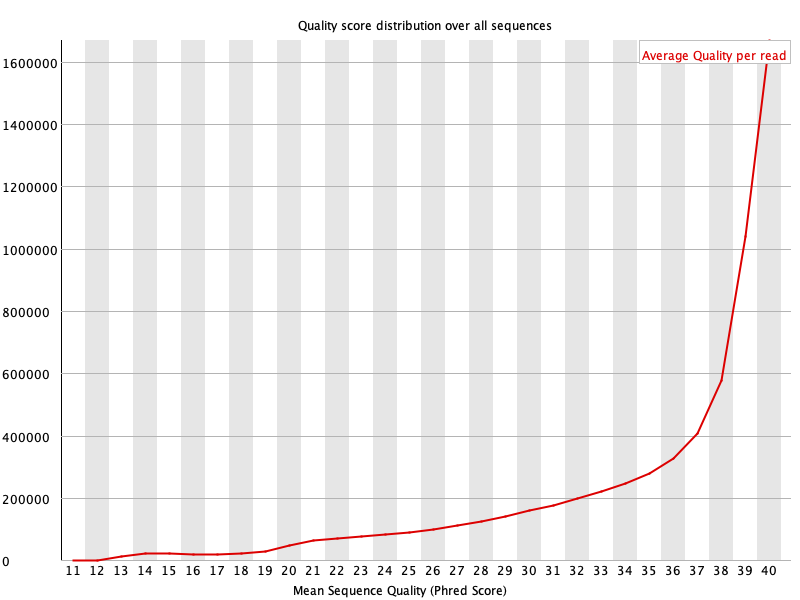 Quality score distribution over all sequences
Average Quality per read
1600000
1400000
1200000
1000000
800000
600000
400000
200000
0
11 12 13 14 15 16 17 18 19 20 21 22 23 24 25 26 27 28 29 30 31 32 33 34 35 36 37 38 39 40
Mean Sequence Quality (Phred Score)